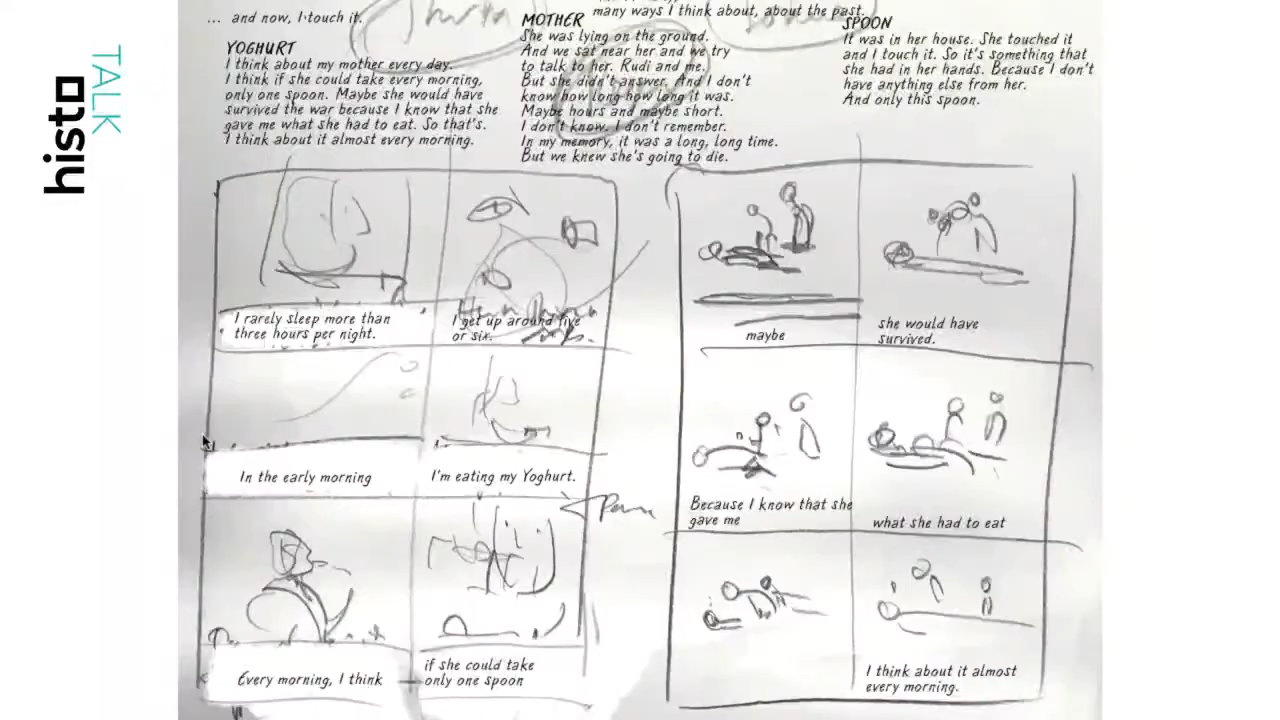 histo
TALK
... and now, I touch it.
YOGHURT
I think about my mother every day.
I think if she could take every morning,
only one spoon. Maybe she would have
survived the war because I know that she
gave me what she had to eat. So that's.
I think about it almost every morning.
many ways I think about, about the past.
MOTHER
She was lying on the ground.
And we sat near her and we try
to talk to her. Rudi and me.
But she didn't answer. And I don't
know how long how long it was.
Maybe hours and maybe short.
I don't know. I don't remember.
In my memory, it was a long, long time.
But we knew she's going to die.
SPOON
It was in her house. She touched it
and I touch it. So it's something that
she had in her hands. Because I don't
have anything else from her.
And only this spoon.
I rarely sleep more than
three hours per night.
I get up around five
or six.
In the early morning
I'm eating my Yoghurt.
Every morning, I think
if she could take
only one spoon
maybe
she would have
survived.
Because I know that she
gave me
what she had to eat
I think about it almost
every morning.